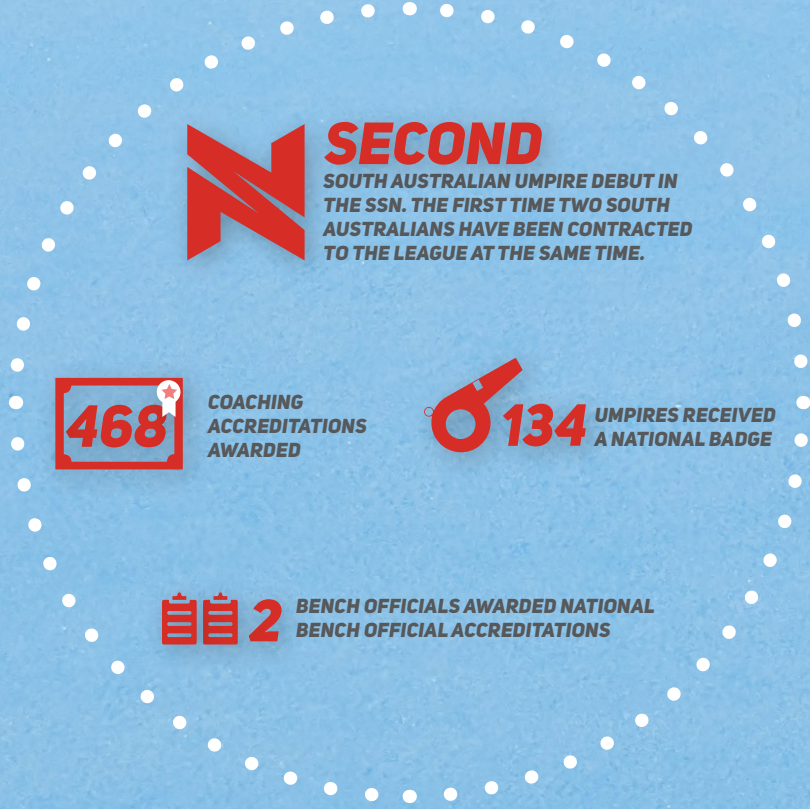 SECOND
SOUTH AUSTRALIAN UMPIRE DEBUT IN
THE SSN. THE FIRST TIME TWO SOUTH
AUSTRALIANS HAVE BEEN CONTRACTED
TO THE LEAGUE AT THE SAME TIME.
468
COACHING
ACCREDITATIONS
AWARDED
134
UMPIRES RECEIVED
A NATIONAL BADGE
2
BENCH OFFICIALS AWARDED NATIONAL
BENCH OFFICIAL ACCREDITATIONS